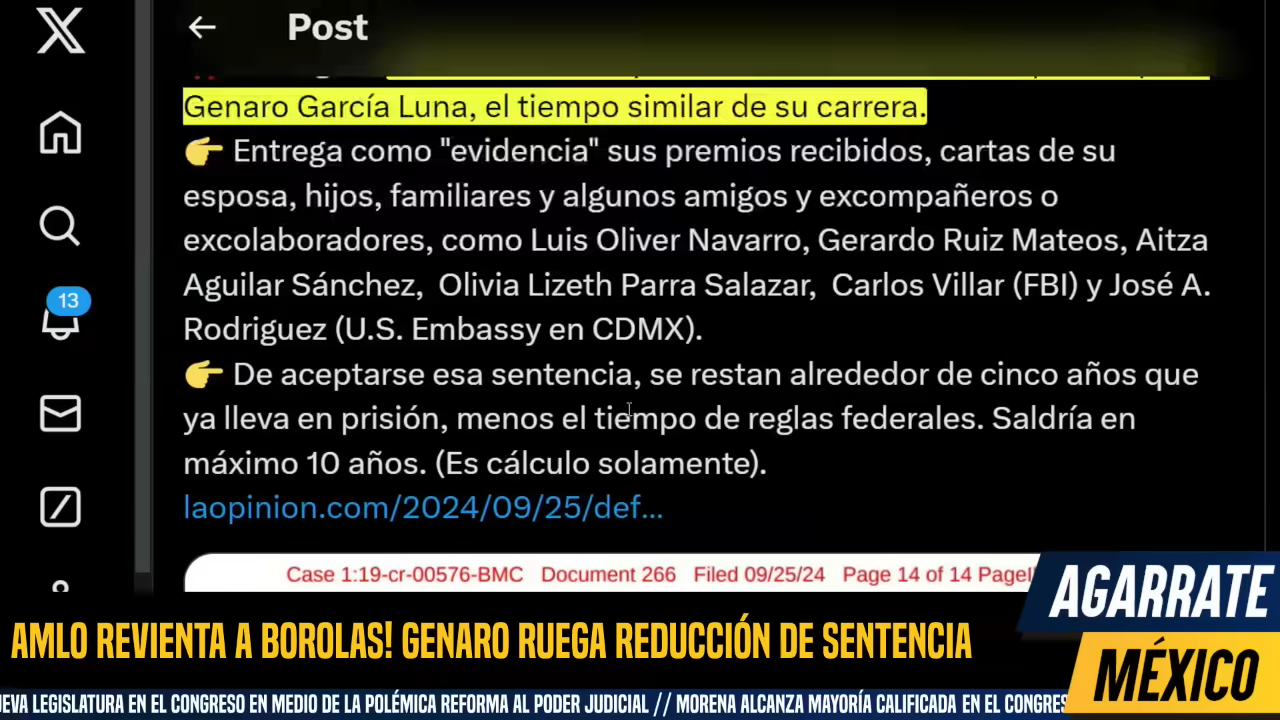 Post
Genaro García Luna, el tiempo similar de su carrera.
👉 Entrega como "evidencia" sus premios recibidos, cartas de su
esposa, hijos, familiares y algunos amigos y excompañeros o
excolaboradores, como Luis Oliver Navarro, Gerardo Ruiz Mateos, Aitza
Aguilar Sánchez, Olivia Lizeth Parra Salazar, Carlos Villar (FBI) y José A.
Rodriguez (U.S. Embassy en CDMX).
👉 De aceptarse esa sentencia, se restan alrededor de cinco años que
13
ya lleva en prisión, menos el tiempo de reglas federales. Saldría en
máximo 10 años. (Es cálculo solamente).
laopinion.com/2024/09/25/def...
Case 1:19-cr-00576-BMC Document 266 Filed 09/25/24 Page 14 of 14
AGARRATE
MÉXICO
AMLO REVIENTA A BOROLAS! GENARO RUEGA REDUCCIÓN DE SENTENCIA
LEGISLATURA EN EL CONGRESO EN MEDIO DE LA POLÉMICA REFORMA AL PODER JUDICIAL // MORENA ALCANZA MAYORÍA CALIFICADA EN EL